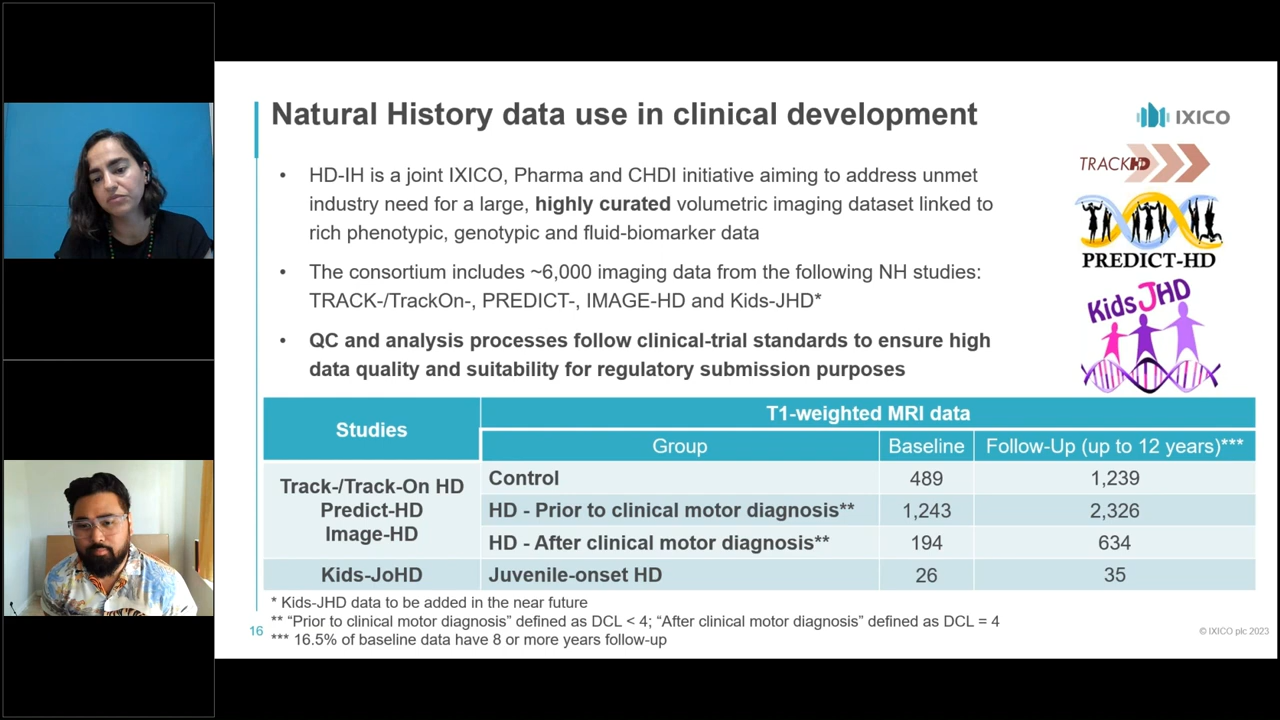 Natural History data use in clinical development
IXICO
TRACKHD
PREDICT-HD
Kids JHD
• HD-IH is a joint IXICO, Pharma and CHDI initiative aiming to address unmet
industry need for a large, highly curated volumetric imaging dataset linked to
rich phenotypic, genotypic and fluid-biomarker data
• The consortium includes ~6,000 imaging data from the following NH studies:
TRACK-/TrackOn-, PREDICT-, IMAGE-HD and Kids-JHD*
• QC and analysis processes follow clinical-trial standards to ensure high
data quality and suitability for regulatory submission purposes
Studies
T1-weighted MRI data
Group Baseline Follow-Up (up to 12 years)***
Track-/Track-On HD
Predict-HD
Image-HD
Control 489 1,239
HD - Prior to clinical motor diagnosis** 1,243 2,326
HD - After clinical motor diagnosis** 194 634
Kids-JoHD Juvenile-onset HD 26 35
* Kids-JHD data to be added in the near future
** “Prior to clinical motor diagnosis” defined as DCL < 4; “After clinical motor diagnosis” defined as DCL = 4
*** 16.5% of baseline data have 8 or more years follow-up
16
© IXICO plc 2023